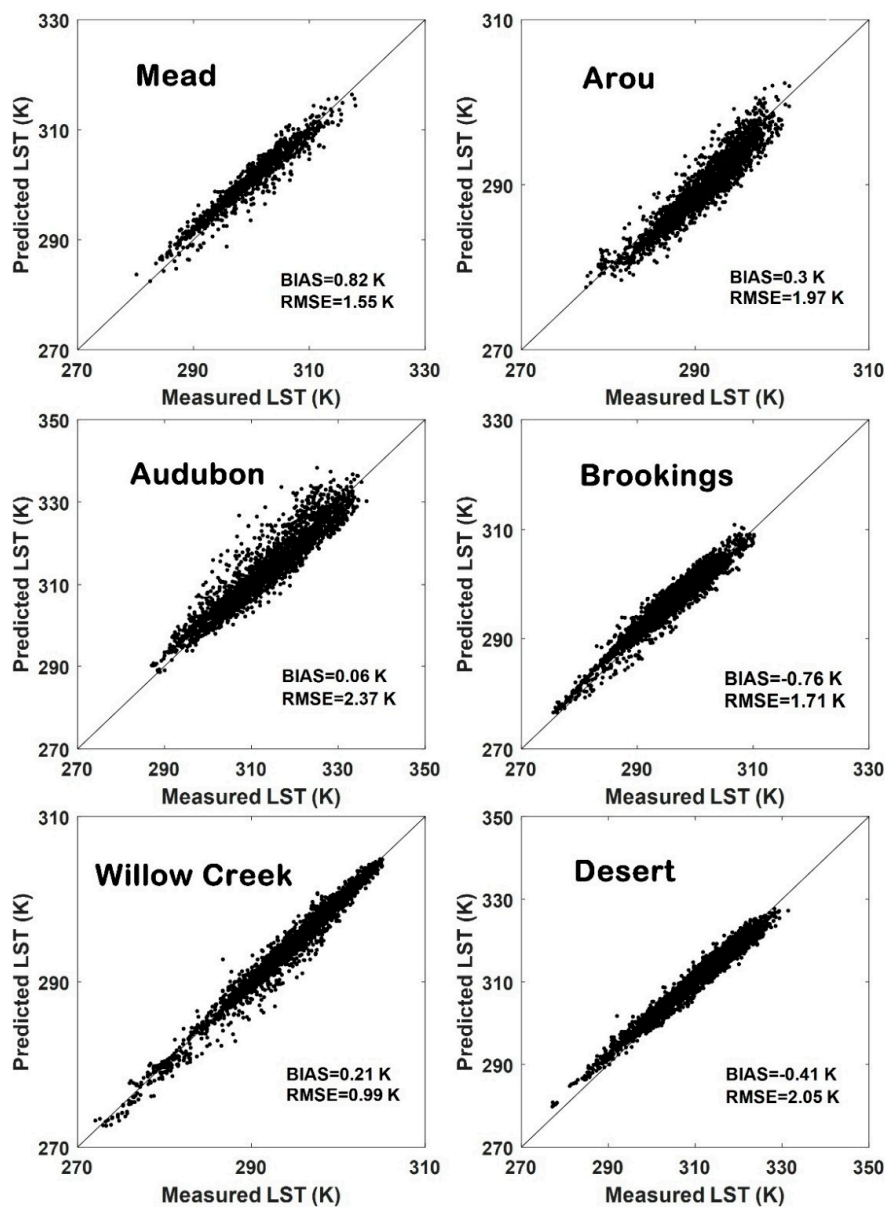 330
Mead
310
290
270
Predicted LST (K)
BIAS=0.82 K
RMSE=1.55 K
270 290 310 330
Measured LST (K)
310
Arou
290
270
Predicted LST (K)
BIAS=0.3 K
RMSE=1.97 K
270 290 310
Measured LST (K)
350
Audubon
330
310
290
270
Predicted LST (K)
BIAS=0.06 K
RMSE=2.37 K
270 290 310 330 350
Measured LST (K)
330
Brookings
310
290
270
Predicted LST (K)
BIAS=-0.76 K
RMSE=1.71 K
270 290 310 330
Measured LST (K)
310
Willow Creek
290
270
Predicted LST (K)
BIAS=0.21 K
RMSE=0.99 K
270 290 310
Measured LST (K)
350
Desert
330
310
290
270
Predicted LST (K)
BIAS=-0.41 K
RMSE=2.05 K
270 290 310 330 350
Measured LST (K)